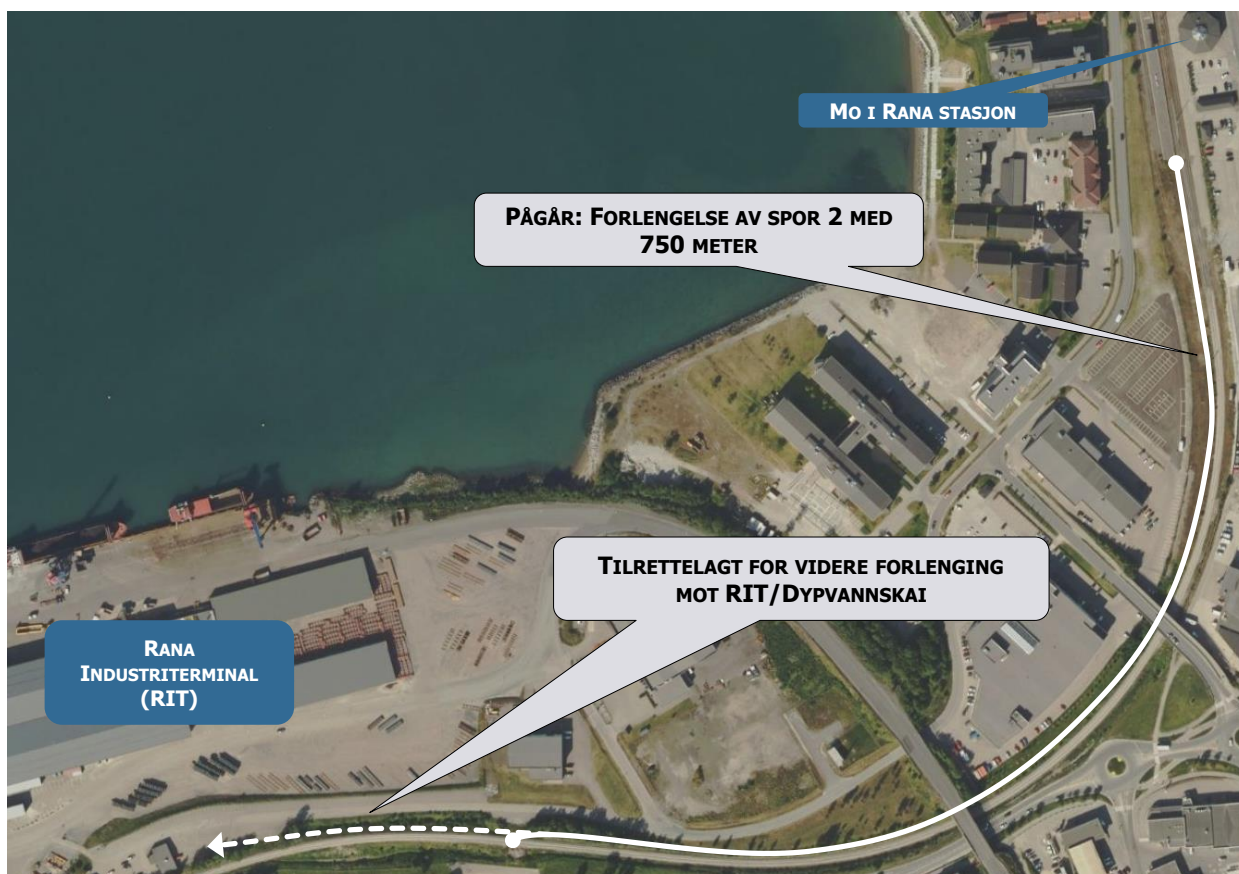 Mo i Rana stasjon
Pågår: Forlengelse av spor 2 med
750 meter
Tilrettelagt for videre forlenging
mot RIT/Dypvannskai
Rana
Industriterminal
(RIT)